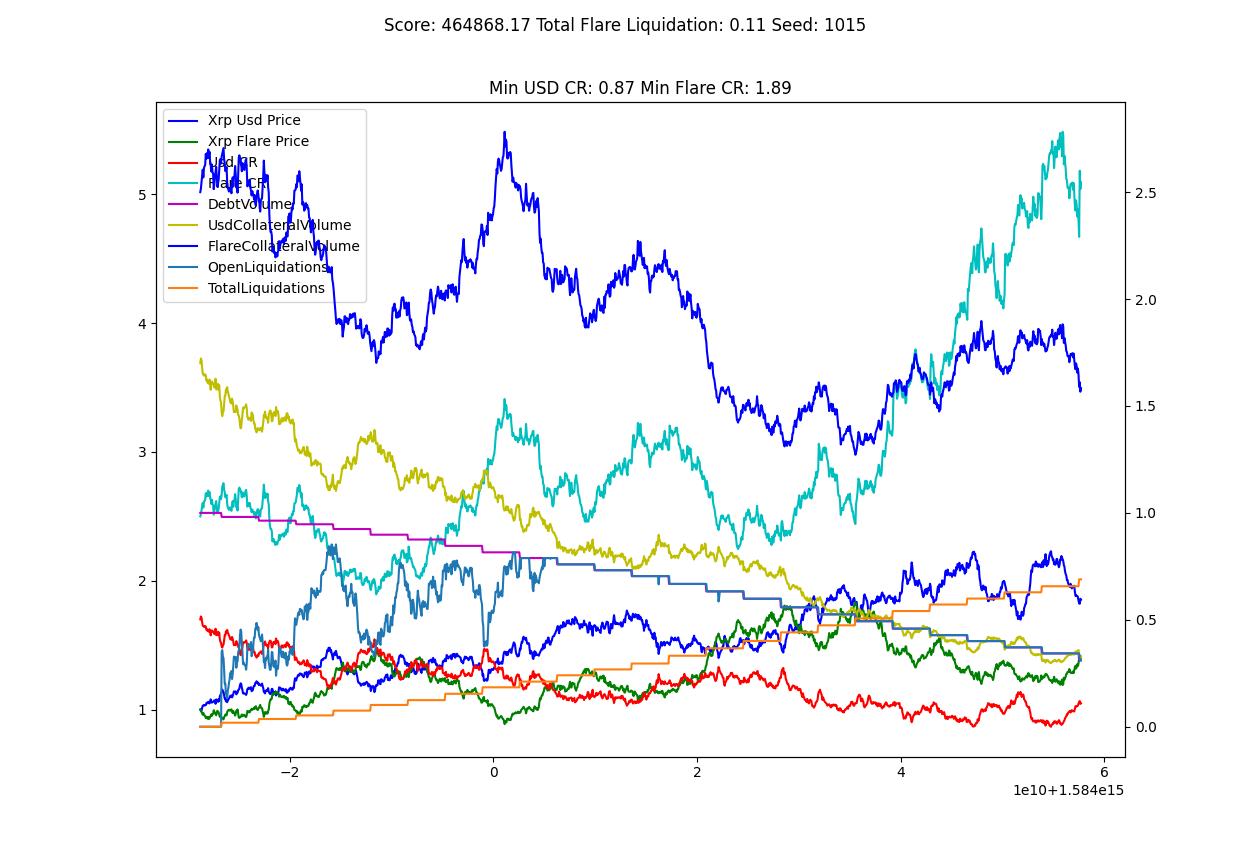 Score: 464868.17 Total Flare Liquidation: 0.11 Seed: 1015
Min USD CR: 0.87 Min Flare CR: 1.89
Xrp Usd Price
Xrp Flare Price
Usd CR
Flare CR
DebtVolume
UsdCollateralVolume
FlareCollateralVolume
OpenLiquidations
TotalLiquidations
5
4
3
2
1
2.5
2.0
1.5
1.0
0.5
0.0
−2
0
2
4
6
1e10+1.584e15